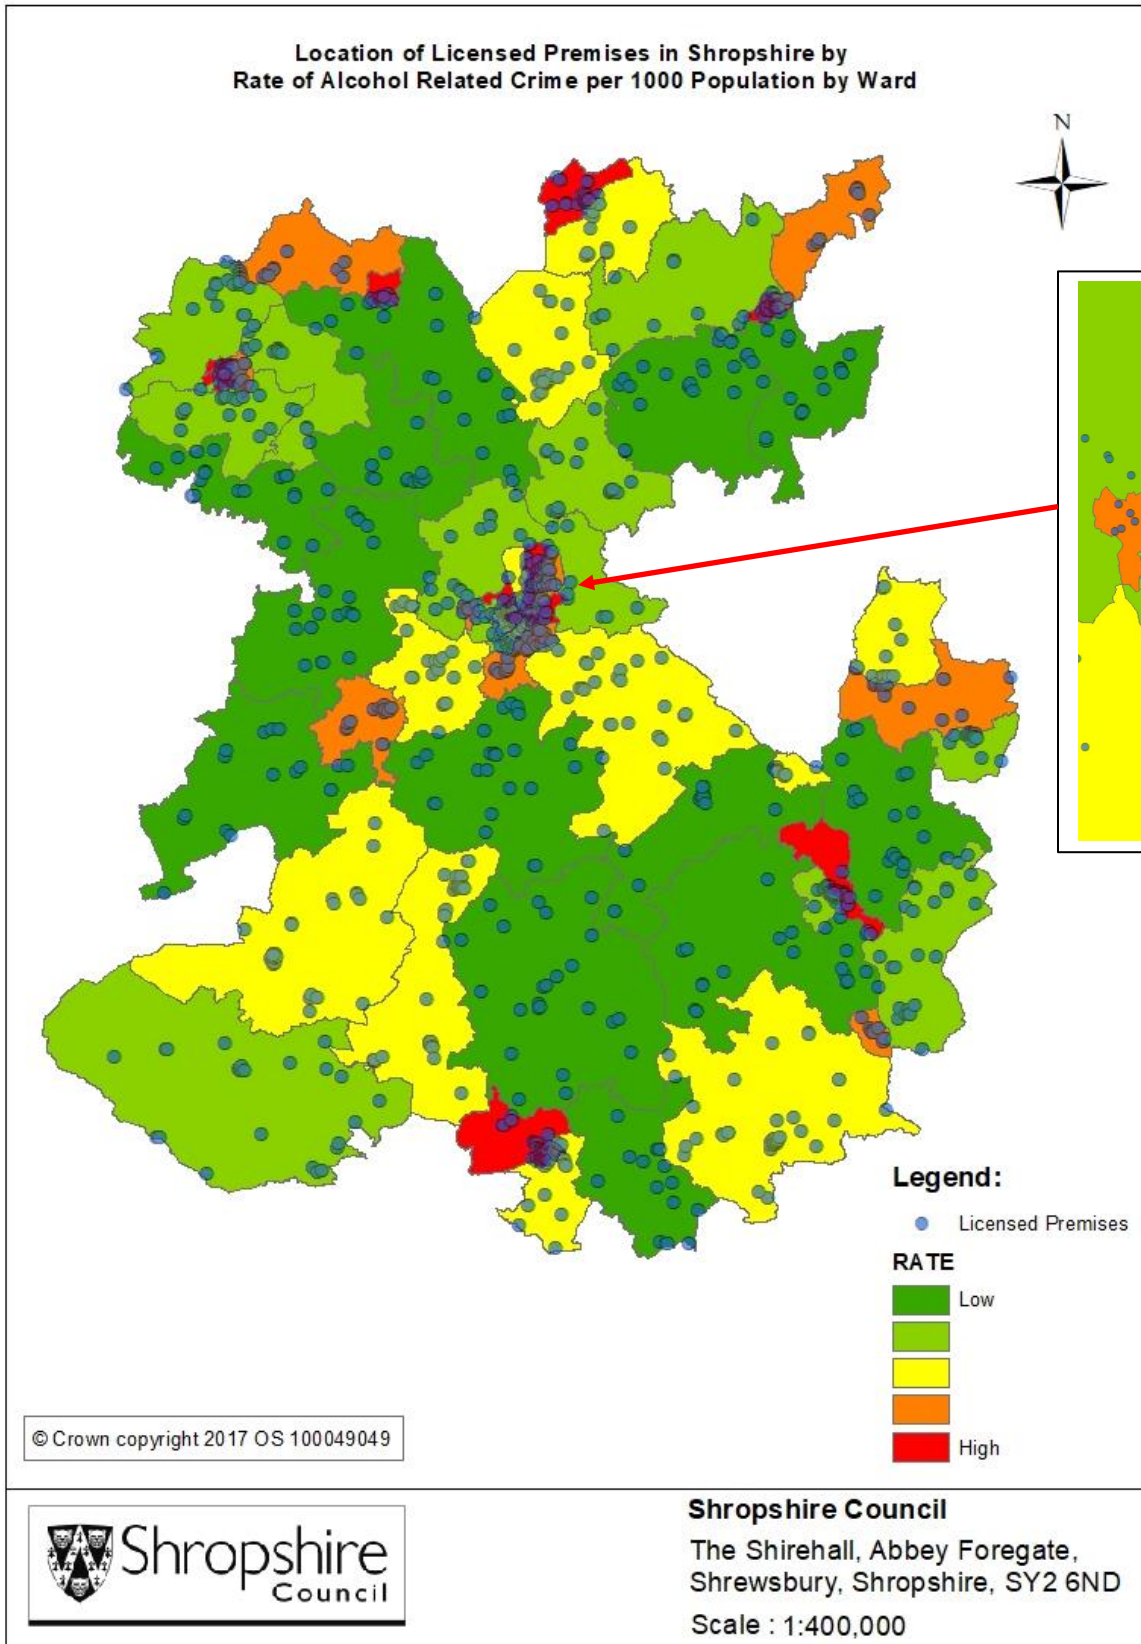 Location of Licensed Premises in Shropshire by
Rate of Alcohol Related Crime per 1000 Population by Ward
N
Legend:
Licensed Premises
RATE
Low
High
© Crown copyright 2017 OS 100049049
Shropshire
Council
Shropshire Council
The Shirehall, Abbey Foregate,
Shrewsbury, Shropshire, SY2 6ND
Scale : 1:400,000